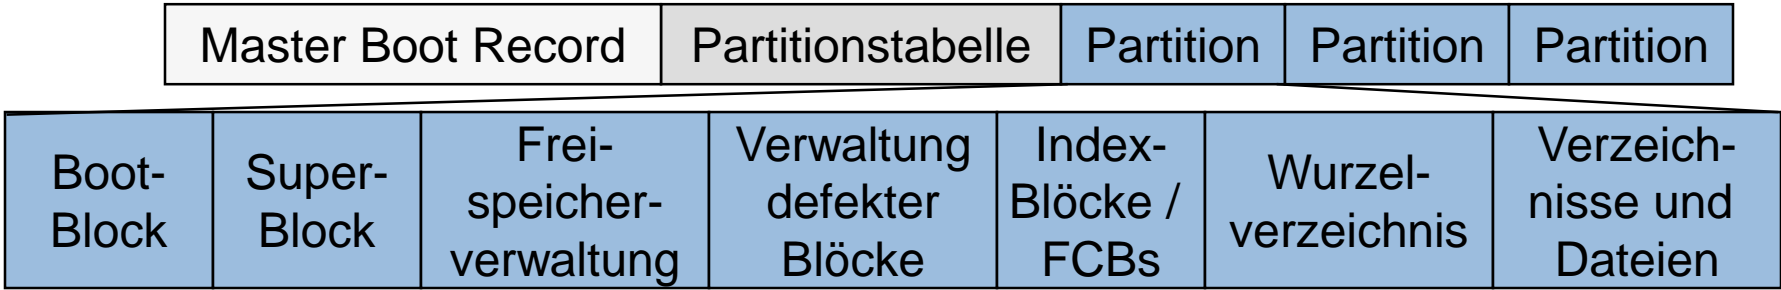 Master Boot Record Partitionstabelle Partition Partition Partition
Boot-
Block
Super-
Block
Frei-
speicher-
verwaltung
Verwaltung
defekter
Blöcke
Index-
Blöcke /
FCBs
Wurzel-
verzeichnis
Verzeich-
nisse und
Dateien